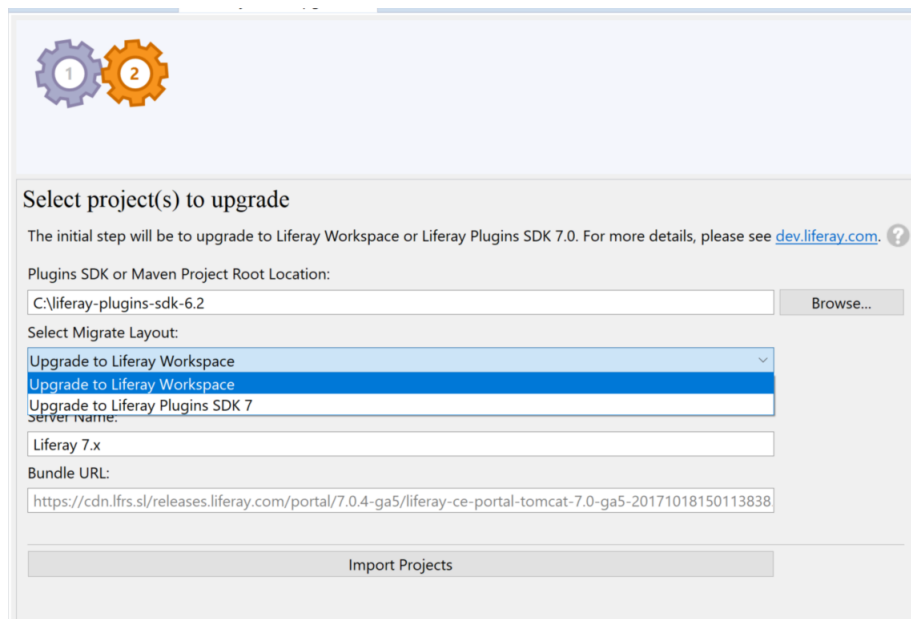 1
2
Select project(s) to upgrade
The initial step will be to upgrade to Liferay Workspace or Liferay Plugins SDK 7.0. For more details, please see dev.liferay.com. ?
Plugins SDK or Maven Project Root Location:
C:\liferay-plugins-sdk-6.2
Browse...
Select Migrate Layout:
Upgrade to Liferay Workspace
Upgrade to Liferay Workspace
Upgrade to Liferay Plugins SDK 7
Server Name:
Liferay 7.x
Bundle URL:
https://cdn.lfrs.sl/releases.liferay.com/portal/7.0.4-ga5/liferay-ce-portal-tomcat-7.0-ga5-20171018150113838.
Import Projects